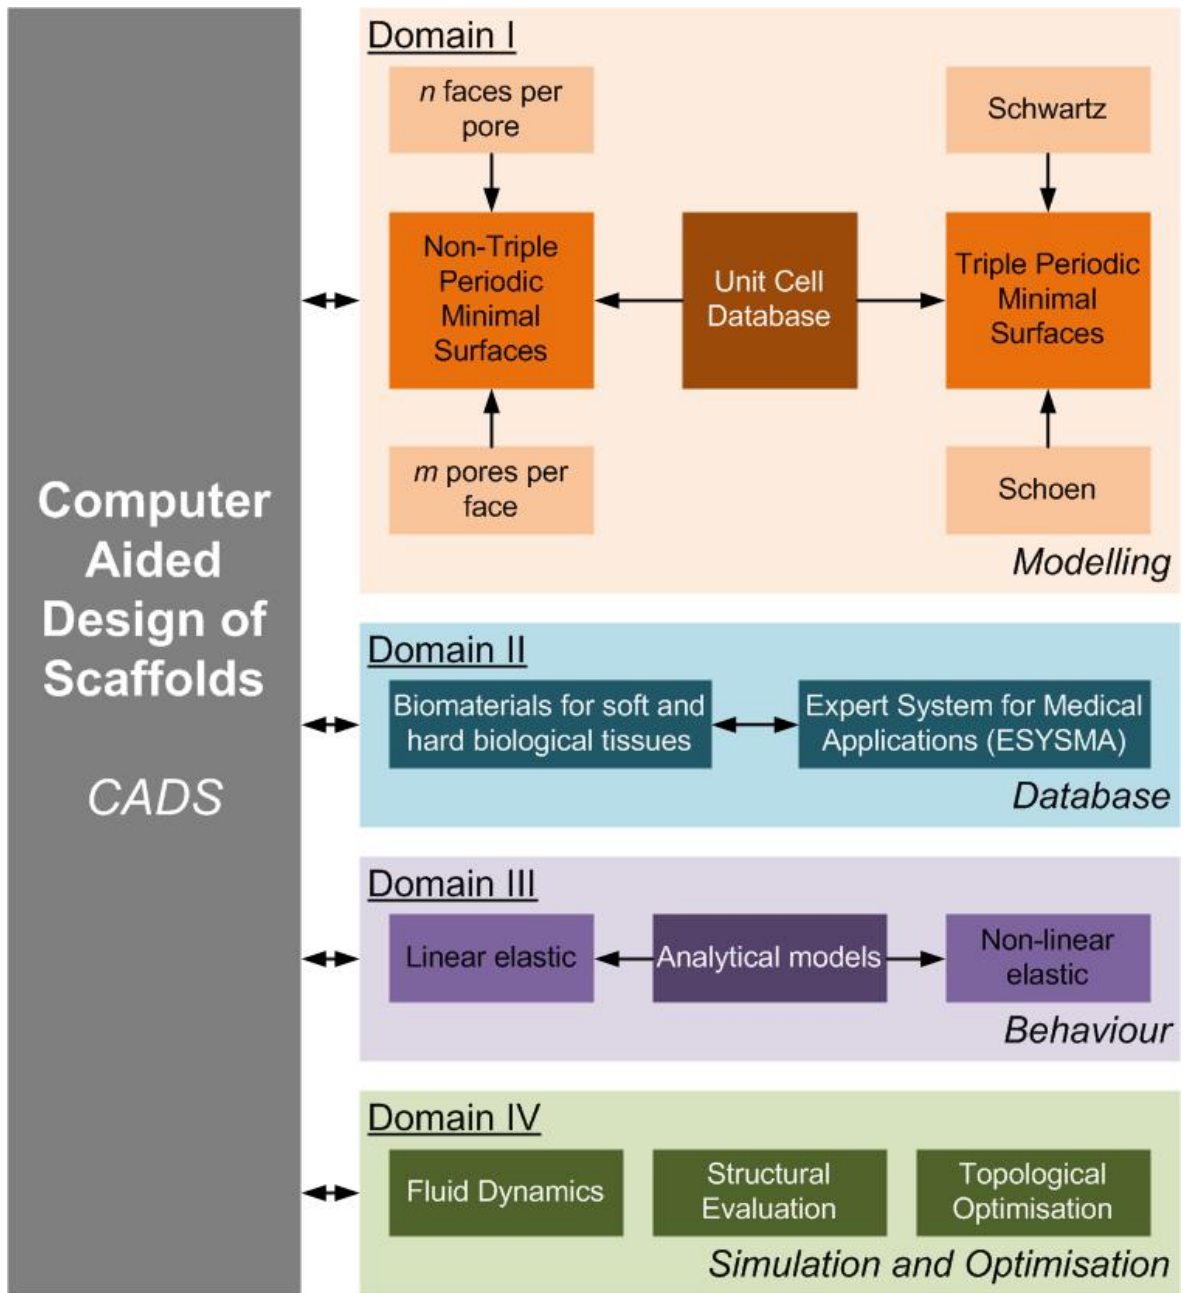 Computer
Aided
Design of
Scaffolds
CADS
Domain I
n faces per
pore
Schwartz
Non-Triple
Periodic
Minimal
Surfaces
Unit Cell
Database
Triple Periodic
Minimal
Surfaces
m pores per
face
Schoen
Modelling
Domain II
Biomaterials for soft and
hard biological tissues
Expert System for Medical
Applications (ESYSMA)
Database
Domain III
Linear elastic
Analytical models
Non-linear
elastic
Behaviour
Domain IV
Fluid Dynamics
Structural
Evaluation
Topological
Optimisation
Simulation and Optimisation